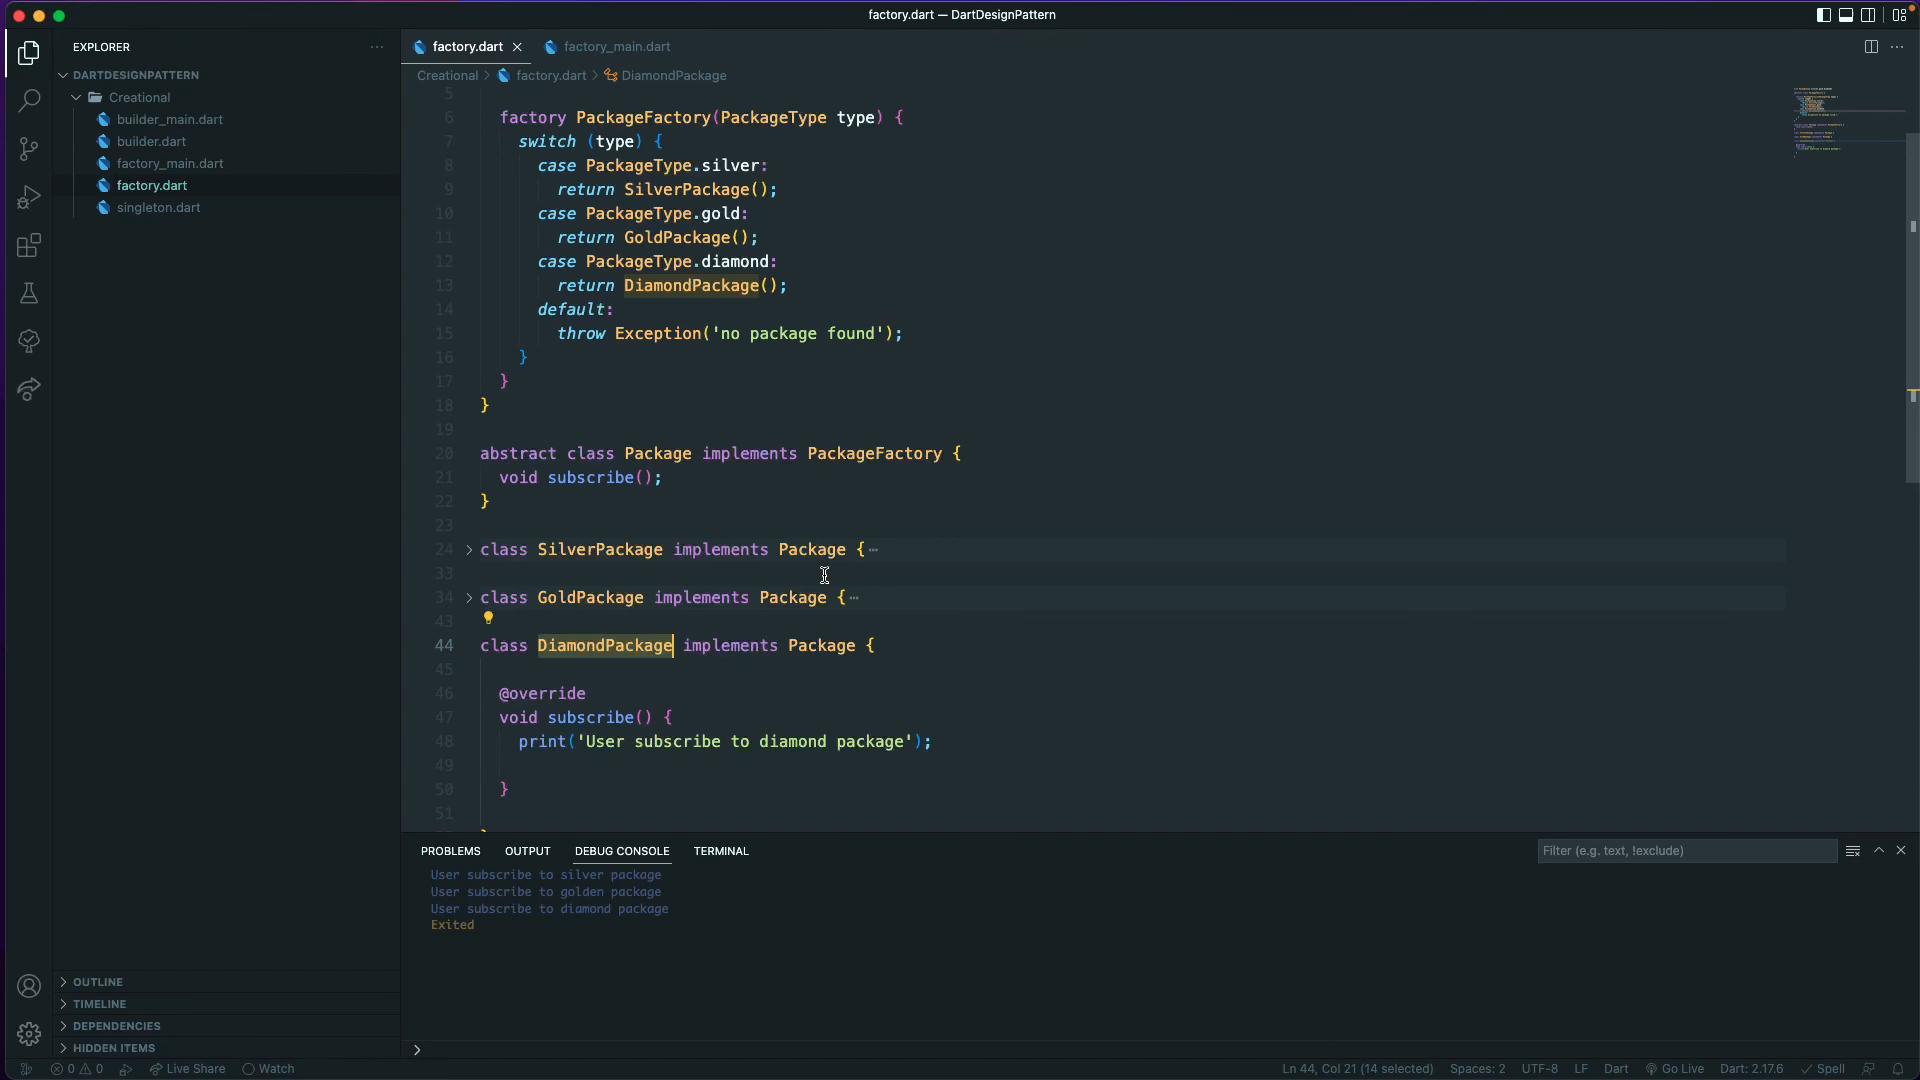 factory.dart — DartDesignPattern
EXPLORER
factory.dart
factory_main.dart
DARTDESIGNPATTERN
Creational
builder_main.dart
builder.dart
factory_main.dart
factory.dart
singleton.dart
Creational > factory.dart > DiamondPackage
5
6 factory PackageFactory(PackageType type) {
7 switch (type) {
8 case PackageType.silver:
9 return SilverPackage();
10 case PackageType.gold:
11 return GoldPackage();
12 case PackageType.diamond:
13 return DiamondPackage();
14 default:
15 throw Exception('no package found');
16 }
17 }
18 }
19
20 abstract class Package implements PackageFactory {
21 void subscribe();
22 }
23
24 class SilverPackage implements Package {…
33
34 class GoldPackage implements Package {…
43
44 class DiamondPackage implements Package {
45
46 @override
47 void subscribe() {
48 print('User subscribe to diamond package');
49
50 }
51
PROBLEMS OUTPUT DEBUG CONSOLE TERMINAL
Filter (e.g. text, !exclude)
User subscribe to silver package
User subscribe to golden package
User subscribe to diamond package
Exited
OUTLINE
TIMELINE
DEPENDENCIES
HIDDEN ITEMS
0 0 Live Share Watch
Ln 44, Col 21 (14 selected) Spaces: 2 UTF-8 LF Dart Go Live Dart: 2.17.6 Spell